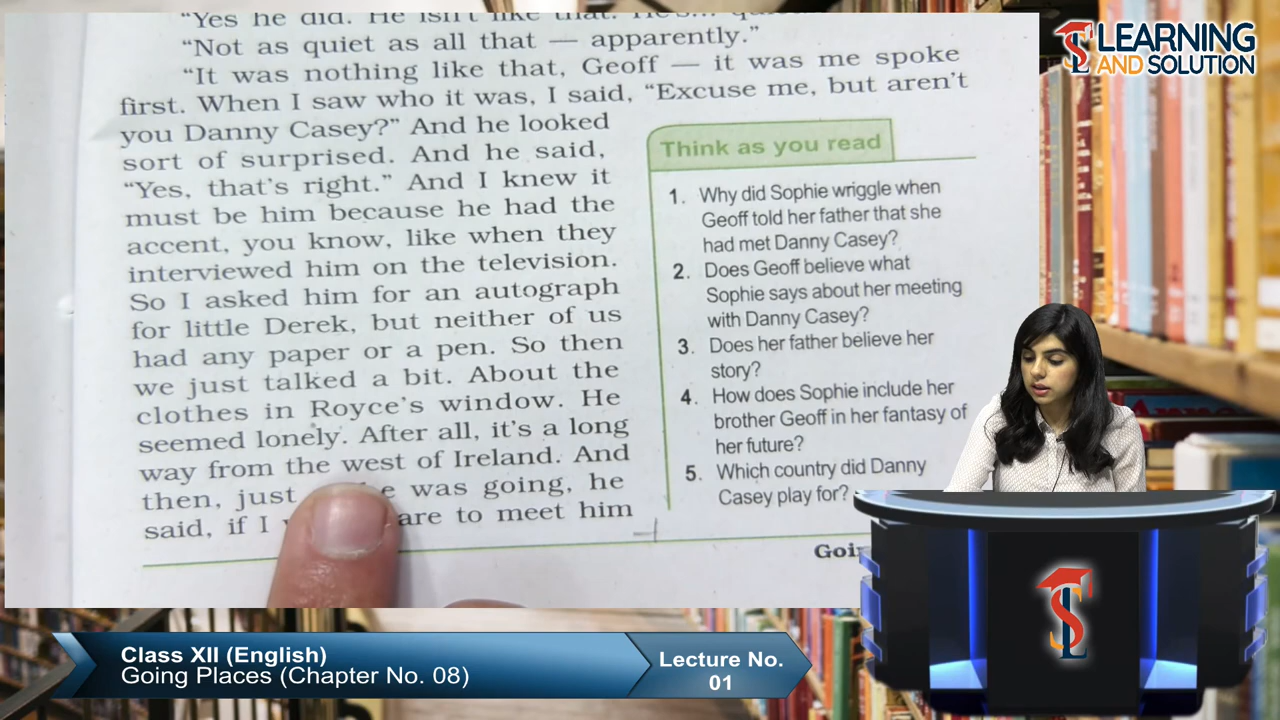 "Yes he did. He isn't like that. He's...
"Not as quiet as all that — apparently."
"It was nothing like that, Geoff — it was me spoke
first. When I saw who it was, I said, "Excuse me, but aren't
you Danny Casey?" And he looked
sort of surprised. And he said,
"Yes, that's right." And I knew it
must be him because he had the
accent, you know, like when they
interviewed him on the television.
So I asked him for an autograph
for little Derek, but neither of us
had any paper or a pen. So then
we just talked a bit. About the
clothes in Royce's window. He
seemed lonely. After all, it's a long
way from the west of Ireland. And
then, just was going, he
said, if I to meet him
Think as you read
1. Why did Sophie wriggle when
Geoff told her father that she
had met Danny Casey?
2. Does Geoff believe what
Sophie says about her meeting
with Danny Casey?
3. Does her father believe her
story?
4. How does Sophie include her
brother Geoff in her fantasy of
her future?
5. Which country did Danny
Casey play for?
LEARNING
AND SOLUTION
Class XII (English)
Going Places (Chapter No. 08)
Lecture No.
01